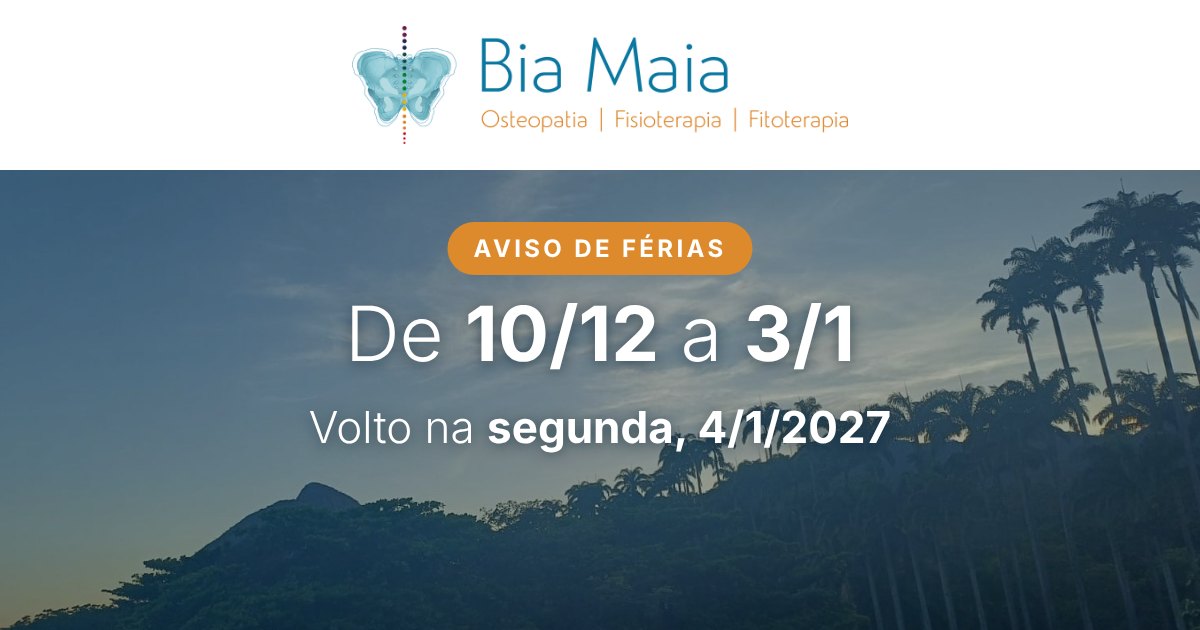 Bia Maia
Osteopatia | Fisioterapia | Fitoterapia
AVISO DE FÉRIAS
De 10/12 a 3/1
Volto na segunda, 4/1/2027